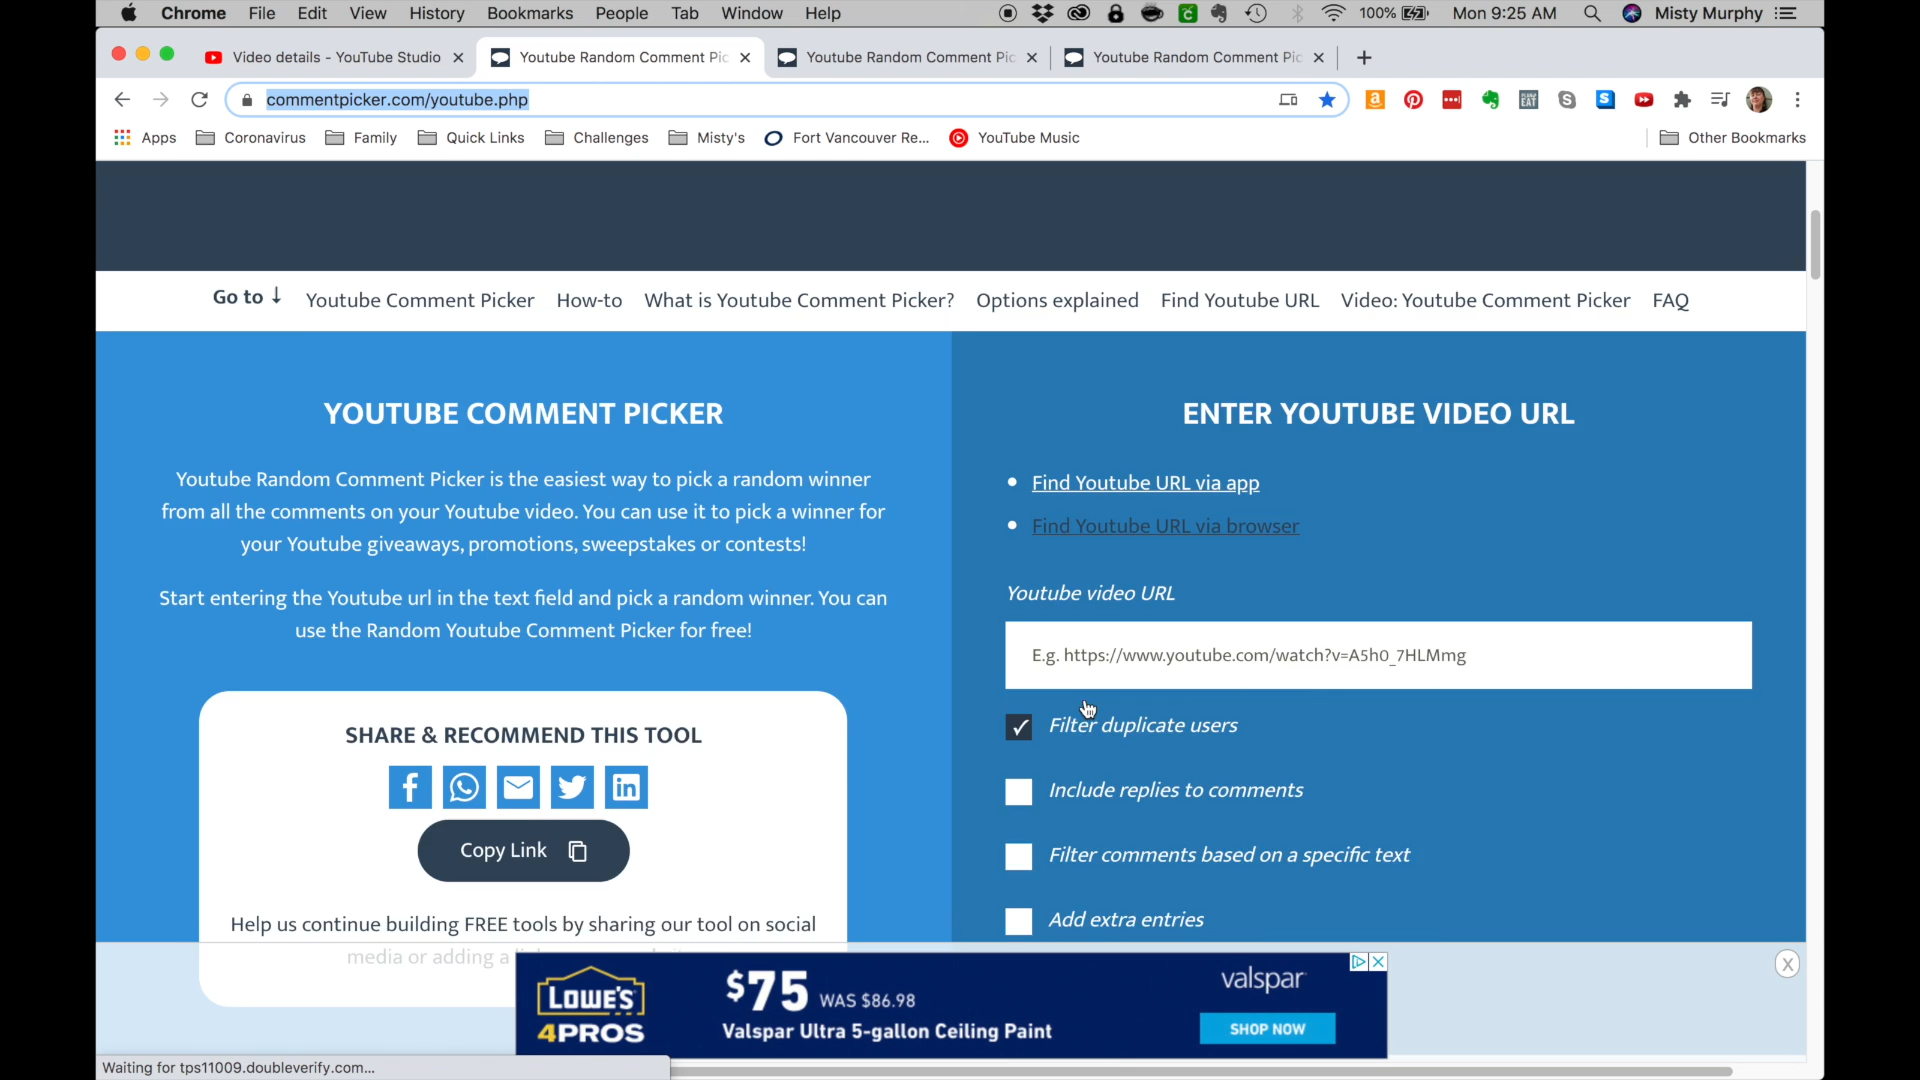 Chrome File Edit View History Bookmarks People Tab Window Help 100% Mon 9:25 AM Misty Murphy
Video details - YouTube Studio Youtube Random Comment Pic Youtube Random Comment Pic Youtube Random Comment Pic
commentpicker.com/youtube.php
Apps Coronavirus Family Quick Links Challenges Misty's Fort Vancouver Re... YouTube Music Other Bookmarks
Go to ↓ Youtube Comment Picker How-to What is Youtube Comment Picker? Options explained Find Youtube URL Video: Youtube Comment Picker FAQ
YOUTUBE COMMENT PICKER
Youtube Random Comment Picker is the easiest way to pick a random winner
from all the comments on your Youtube video. You can use it to pick a winner for
your Youtube giveaways, promotions, sweepstakes or contests!
Start entering the Youtube url in the text field and pick a random winner. You can
use the Random Youtube Comment Picker for free!
SHARE & RECOMMEND THIS TOOL
Copy Link
Help us continue building FREE tools by sharing our tool on social
media or adding a
ENTER YOUTUBE VIDEO URL
Find Youtube URL via app
Find Youtube URL via browser
Youtube video URL
E.g. https://www.youtube.com/watch?v=A5h0_7HLMmg
Filter duplicate users
Include replies to comments
Filter comments based on a specific text
Add extra entries
LOWE'S
4PROS
$75 WAS $86.98
Valspar Ultra 5-gallon Ceiling Paint
valspar
SHOP NOW
Waiting for tps11009.doubleverify.com...